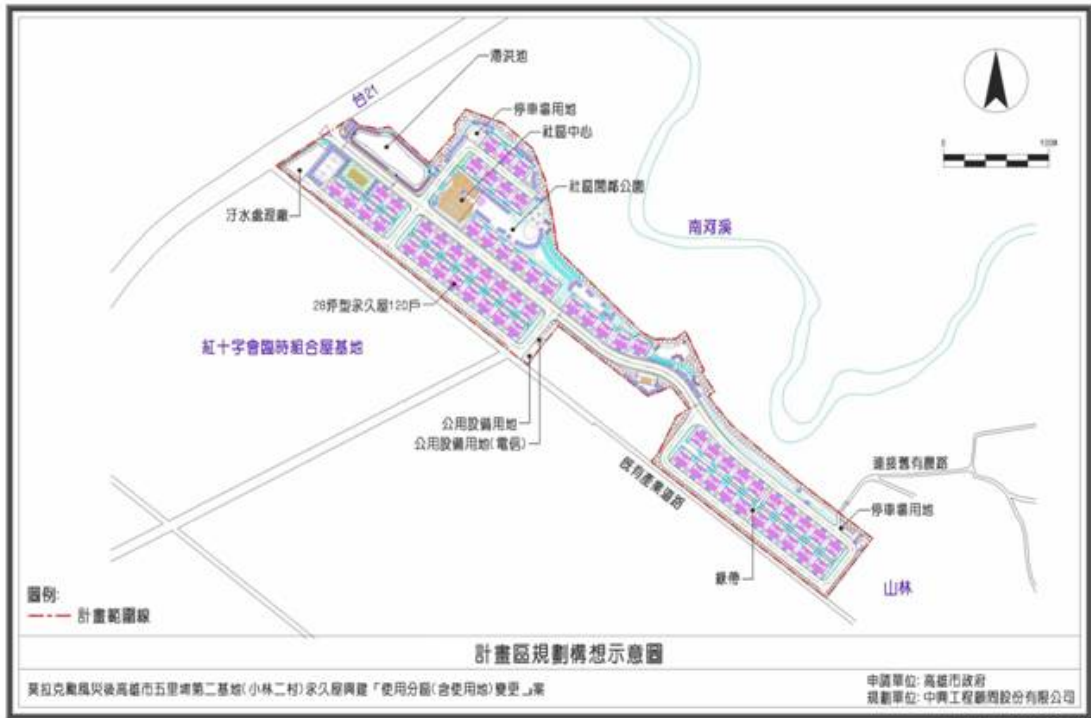 滯洪池
台21
停車場用地
社區中心
0
100M
社區閭鄰公園
汙水處理廠
南河溪
28坪型永久屋120戶
紅十字會臨時組合屋基地
公用設備用地
公用設備用地(電信)
連接舊有農路
既有產業道路
停車場用地
綠帶
山林
圖例:
計畫範圍線
計畫區規劃構想示意圖
莫拉克颱風災後高雄市五里埔第二基地(小林二村)永久屋興建「使用分區(含使用地)變更」案
申請單位: 高雄市政府
規劃單位: 中興工程顧問股份有限公司